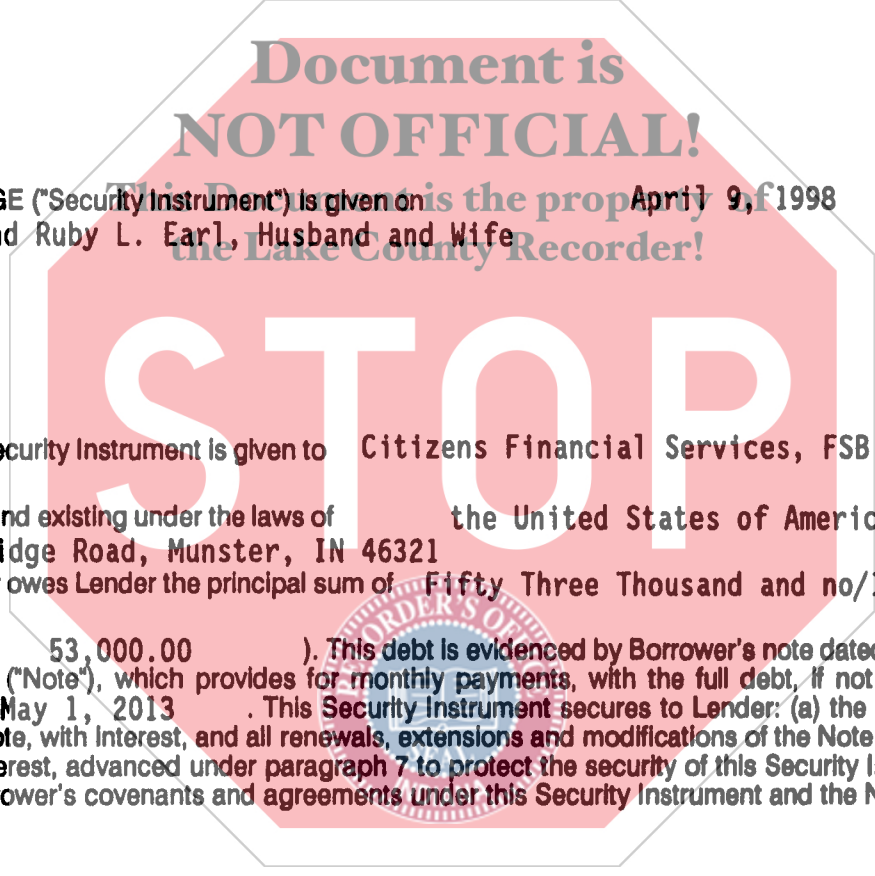 Document is
NOT OFFICIAL!
This Document is the property of
the Lake County Recorder!
GE ("Security Instrument") is given on April 9, 1998
nd Ruby L. Earl, Husband and Wife
STOP
ecurity Instrument is given to Citizens Financial Services, FSB
nd existing under the laws of the United States of Americ
idge Road, Munster, IN 46321
r owes Lender the principal sum of Fifty Three Thousand and no/1
53,000.00 ). This debt is evidenced by Borrower's note dated
("Note"), which provides for monthly payments, with the full debt, if not
May 1, 2013 . This Security Instrument secures to Lender: (a) the
ote, with interest, and all renewals, extensions and modifications of the Note
erest, advanced under paragraph 7 to protect the security of this Security I
ower's covenants and agreements under this Security Instrument and the N
RECORDER'S OFFICE
SEAL